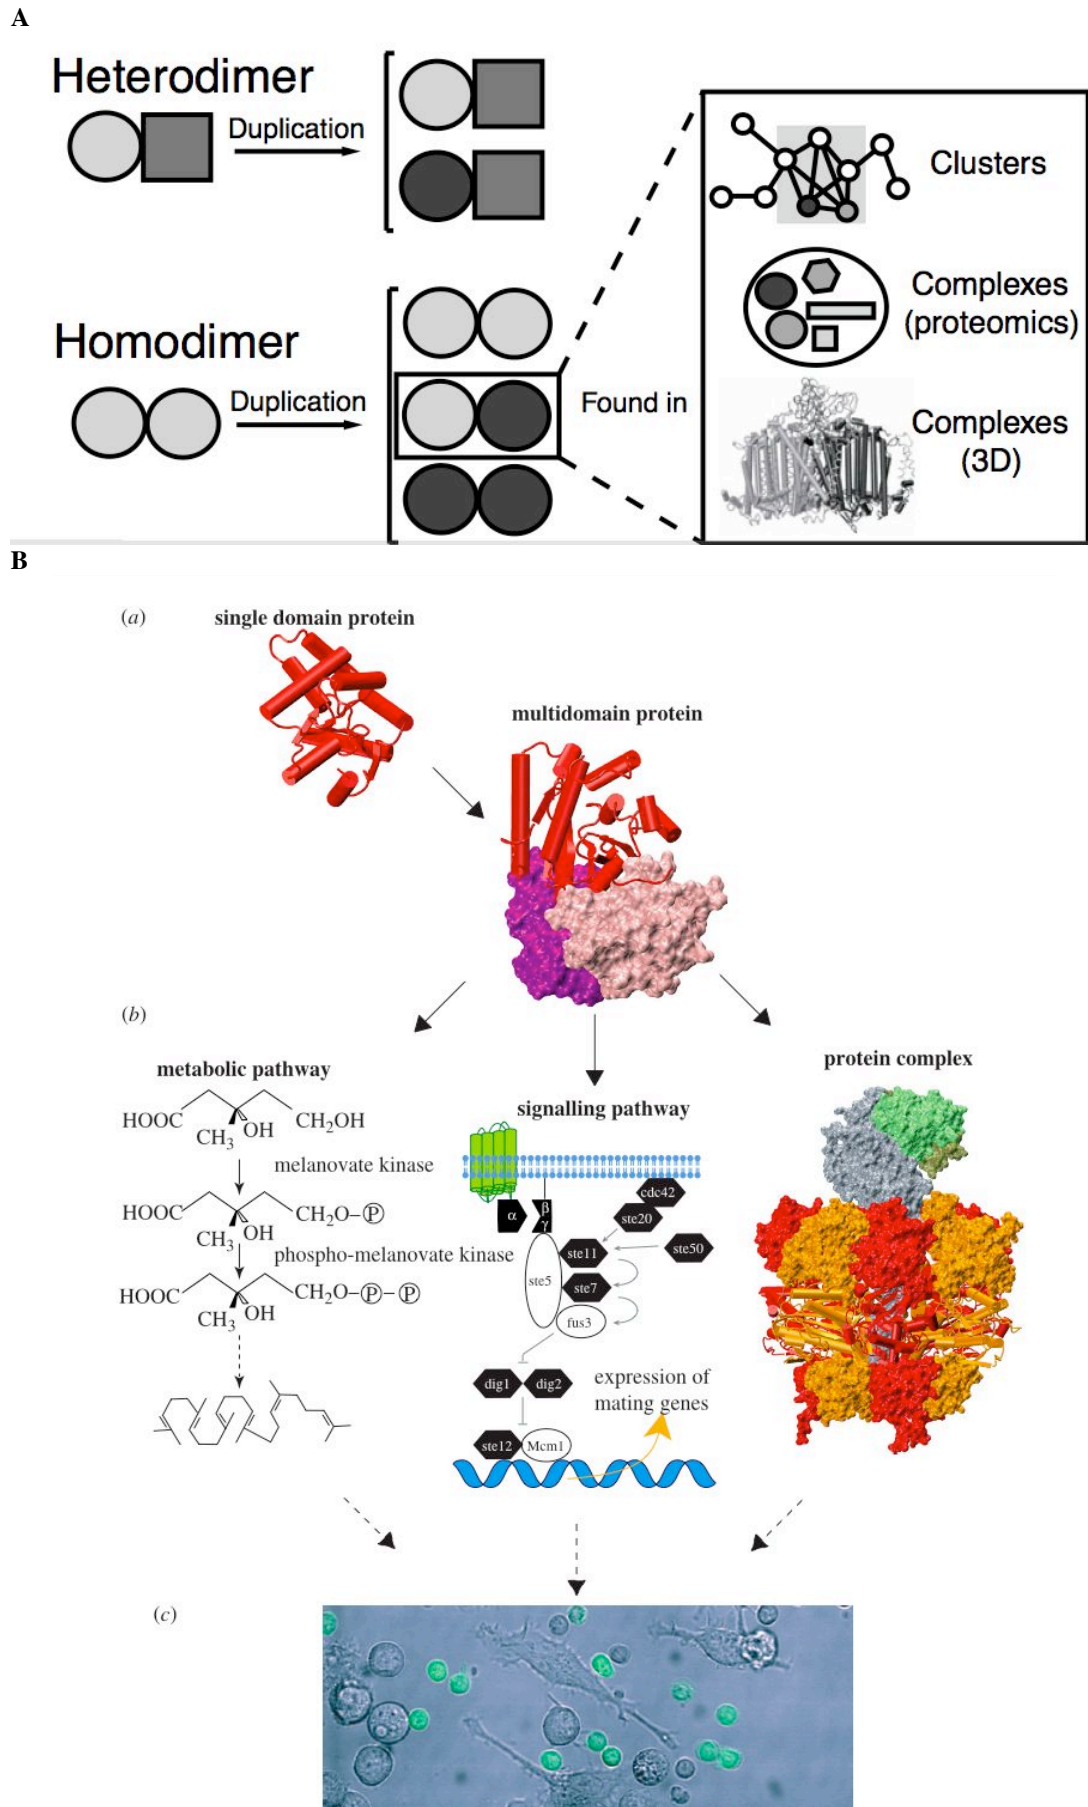 A
Heterodimer
Duplication
Homodimer
Duplication
Found in
Clusters
Complexes
(proteomics)
Complexes
(3D)
B
(a)
single domain protein
multidomain protein
(b)
metabolic pathway
HOOC
CH3
OH
CH2OH
melanovate kinase
HOOC
CH3
OH
CH2O-Ⓟ
phospho-melanovate kinase
HOOC
CH3
OH
CH2O-Ⓟ-Ⓟ
signalling pathway
α
β
γ
cdc42
ste20
ste11
ste50
ste5
ste7
fus3
dig1
dig2
expression of
mating genes
ste12
Mcm1
protein complex
(c)